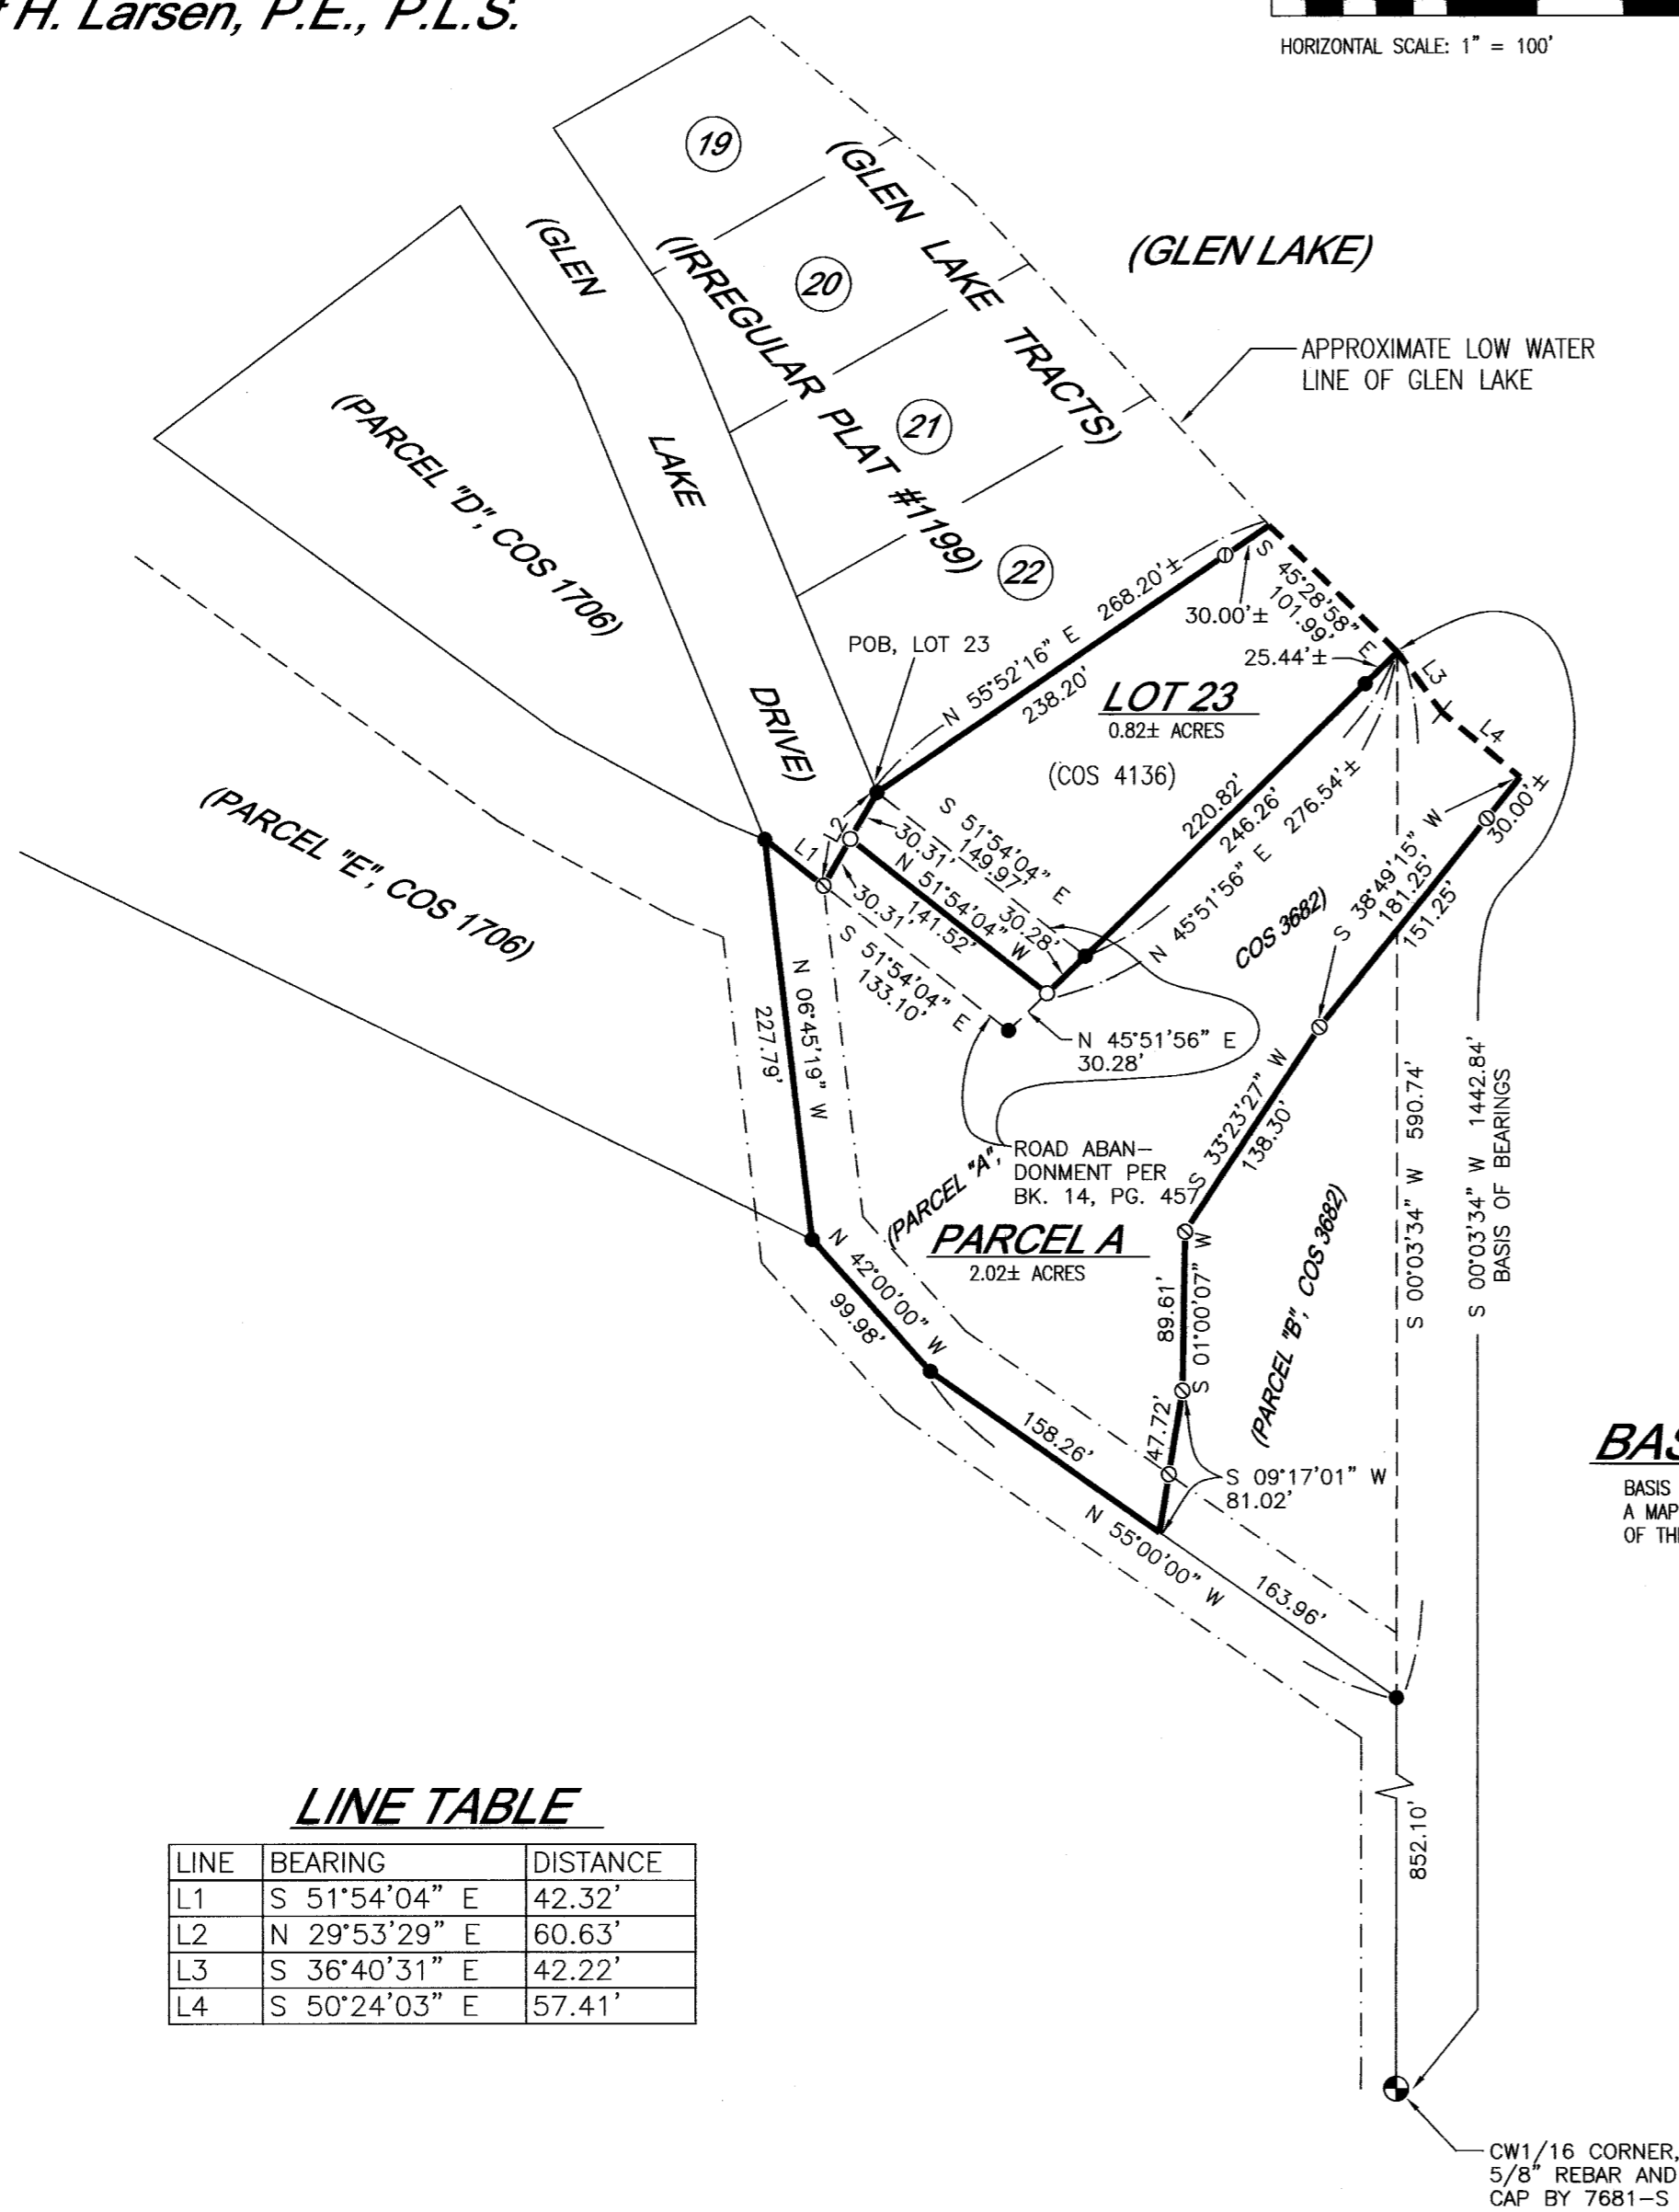 H. Larsen, P.E., P.L.S.
HORIZONTAL SCALE: 1" = 100'
19
(GLEN LAKE TRACTS)
(IRREGULAR PLAT #1199)
20
21
22
(GLEN LAKE)
APPROXIMATE LOW WATER
LINE OF GLEN LAKE
(GLEN
LAKE
DRIVE)
(PARCEL "D", COS 1706)
(PARCEL "E", COS 1706)
POB, LOT 23
N 55°52'16" E 268.20'±
238.20'
30.00'±
S 45°28'58" E
101.99'
25.44'±
LOT 23
0.82± ACRES
(COS 4136)
L3
L4
L1
L2
30.31'
30.31'
S 51°54'04" E
149.97'
N 51°54'04" W
141.52'
S 51°54'04" E
133.10'
30.28'
220.82'
246.26'
N 45°51'56" E 276.54'±
N 45°51'56" E
30.28'
COS 3682)
S 38°49'15" W
181.25'
151.25'
30.00'±
N 06°45'19" W
227.79'
ROAD ABAN-
DONMENT PER
BK. 14, PG. 457
(PARCEL "A",
PARCEL A
2.02± ACRES
S 33°23'27" W
138.30'
S 01°00'07" W
89.61'
(PARCEL "B", COS 3682)
S 00°03'34" W 590.74'
S 00°03'34" W 1442.84'
BASIS OF BEARINGS
N 42°00'00" W
99.98'
158.26'
47.72'
S 09°17'01" W
81.02'
N 55°00'00" W
163.96'
BAS
BASIS
A MAP
OF TH
852.10'
LINE TABLE
LINE BEARING DISTANCE
L1 S 51°54'04" E 42.32'
L2 N 29°53'29" E 60.63'
L3 S 36°40'31" E 42.22'
L4 S 50°24'03" E 57.41'
CW1/16 CORNER,
5/8" REBAR AND
CAP BY 7681-S